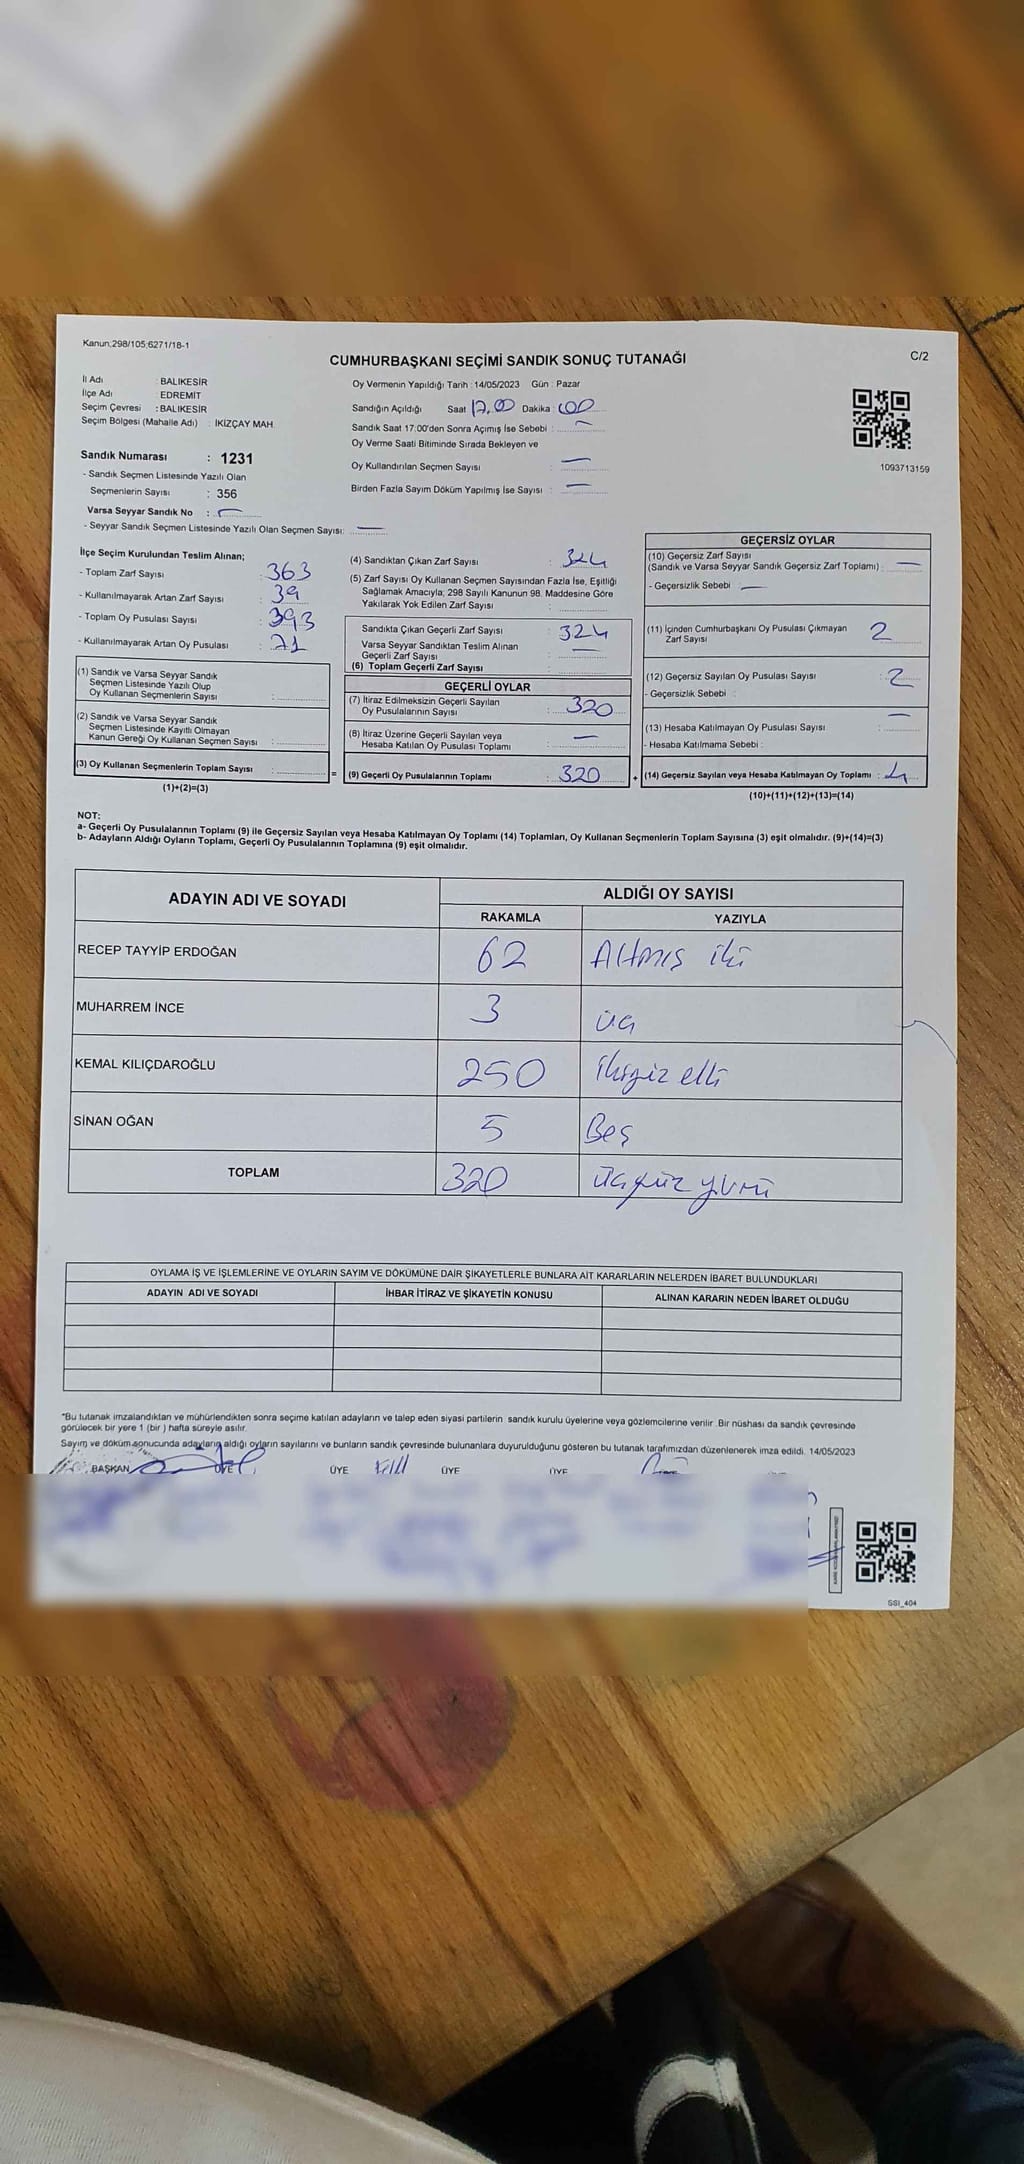 Kanun;298/105;6271/18-1
C/2
CUMHURBAŞKANI SEÇİMİ SANDIK SONUÇ TUTANAĞI
İl Adı : BALIKESİR
İlçe Adı : EDREMİT
Seçim Çevresi : BALIKESİR
Seçim Bölgesi (Mahalle Adı) : İKİZÇAY MAH.
Oy Vermenin Yapıldığı Tarih : 14/05/2023 Gün : Pazar
Sandığın Açıldığı Saat 17.00 Dakika : 00
Sandık Saat 17:00'den Sonra Açımış İse Sebebi : —
Oy Verme Saati Bitiminde Sırada Bekleyen ve
Oy Kullandırılan Seçmen Sayısı : —
Birden Fazla Sayım Döküm Yapılmış İse Sayısı : —
1093713159
Sandık Numarası : 1231
- Sandık Seçmen Listesinde Yazılı Olan
Seçmenlerin Sayısı : 356
Varsa Seyyar Sandık No : —
- Seyyar Sandık Seçmen Listesinde Yazılı Olan Seçmen Sayısı: —
İlçe Seçim Kurulundan Teslim Alınan;
- Toplam Zarf Sayısı : 363
- Kullanılmayarak Artan Zarf Sayısı : 39
- Toplam Oy Pusulası Sayısı : 393
- Kullanılmayarak Artan Oy Pusulası : 71
(1) Sandık ve Varsa Seyyar Sandık
Seçmen Listesinde Yazılı Olup
Oy Kullanan Seçmenlerin Sayısı :
(2) Sandık ve Varsa Seyyar Sandık
Seçmen Listesinde Kayıtlı Olmayan
Kanun Gereği Oy Kullanan Seçmen Sayısı :
(3) Oy Kullanan Seçmenlerin Toplam Sayısı :
(1)+(2)=(3)
(4) Sandıktan Çıkan Zarf Sayısı : 324
(5) Zarf Sayısı Oy Kullanan Seçmen Sayısından Fazla İse, Eşitliği
Sağlamak Amacıyla; 298 Sayılı Kanunun 98. Maddesine Göre
Yakılarak Yok Edilen Zarf Sayısı :
Sandıkta Çıkan Geçerli Zarf Sayısı : 324
Varsa Seyyar Sandıktan Teslim Alınan
Geçerli Zarf Sayısı : —
(6) Toplam Geçerli Zarf Sayısı :
GEÇERLİ OYLAR
(7) İtiraz Edilmeksizin Geçerli Sayılan
Oy Pusulalarının Sayısı : 320
(8) İtiraz Üzerine Geçerli Sayılan veya
Hesaba Katılan Oy Pusulası Toplamı : —
= (9) Geçerli Oy Pusulalarının Toplamı : 320 +
GEÇERSİZ OYLAR
(10) Geçersiz Zarf Sayısı
(Sandık ve Varsa Seyyar Sandık Geçersiz Zarf Toplamı) : —
- Geçersizlik Sebebi : —
(11) İçinden Cumhurbaşkanı Oy Pusulası Çıkmayan
Zarf Sayısı : 2
(12) Geçersiz Sayılan Oy Pusulası Sayısı : 2
- Geçersizlik Sebebi :
(13) Hesaba Katılmayan Oy Pusulası Sayısı : —
- Hesaba Katılmama Sebebi :
(14) Geçersiz Sayılan veya Hesaba Katılmayan Oy Toplamı : 4
(10)+(11)+(12)+(13)=(14)
NOT:
a- Geçerli Oy Pusulalarının Toplamı (9) ile Geçersiz Sayılan veya Hesaba Katılmayan Oy Toplamı (14) Toplamları, Oy Kullanan Seçmenlerin Toplam Sayısına (3) eşit olmalıdır. (9)+(14)=(3)
b- Adayların Aldığı Oyların Toplamı, Geçerli Oy Pusulalarının Toplamına (9) eşit olmalıdır.
ADAYIN ADI VE SOYADI ALDIĞI OY SAYISI
RAKAMLA YAZIYLA
RECEP TAYYİP ERDOĞAN 62 Altmış iki
MUHARREM İNCE 3 üç
KEMAL KILIÇDAROĞLU 250 ikiyüz elli
SİNAN OĞAN 5 Beş
TOPLAM 320 üçyüz yirmi
OYLAMA İŞ VE İŞLEMLERİNE VE OYLARIN SAYIM VE DÖKÜMÜNE DAİR ŞİKAYETLERLE BUNLARA AİT KARARLARIN NELERDEN İBARET BULUNDUKLARI
ADAYIN ADI VE SOYADI İHBAR İTİRAZ VE ŞİKAYETİN KONUSU ALINAN KARARIN NEDEN İBARET OLDUĞU
*Bu tutanak imzalandıktan ve mühürlendikten sonra seçime katılan adayların ve talep eden siyasi partilerin sandık kurulu üyelerine veya gözlemcilerine verilir. Bir nüshası da sandık çevresinde
görülecek bir yere 1 (bir ) hafta süreyle asılır.
Sayım ve döküm sonucunda adayların aldığı oyların sayılarını ve bunların sandık çevresinde bulunanlara duyurulduğunu gösteren bu tutanak tarafımızdan düzenlenerek imza edildi. 14/05/2023
BAŞKAN ÜYE ÜYE ÜYE ÜYE
SSI_404